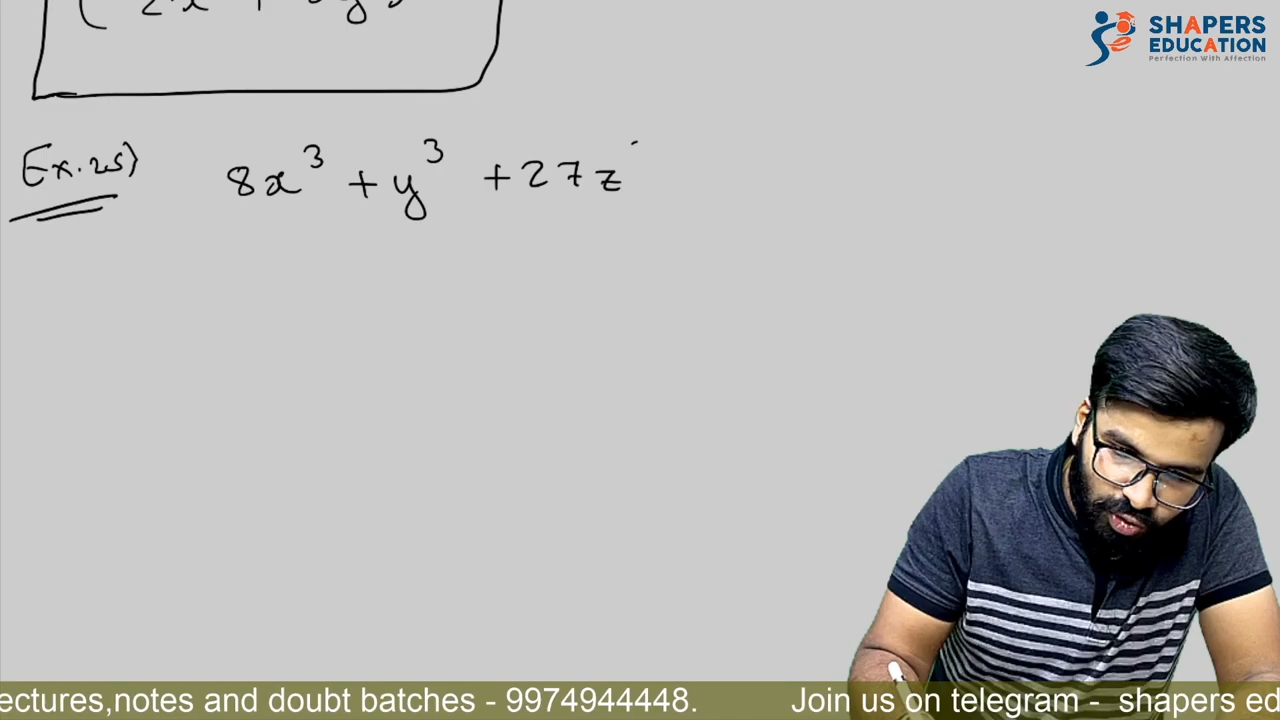 SHAPERS
EDUCATION
Perfection With Affection
Ex.25) 8x³ + y³ + 27z
ectures,notes and doubt batches - 9974944448. Join us on telegram - shapers ed